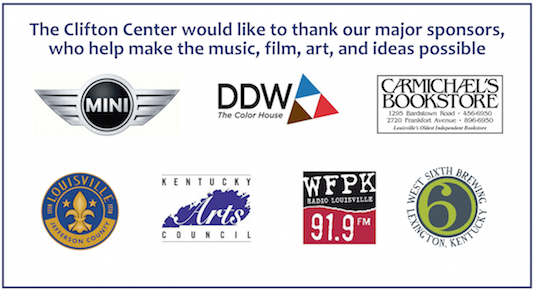 The Clifton Center would like to thank our major sponsors,
who help make the music, film, art, and ideas possible
MINI
DDW
The Color House
CARMICHAEL'S
BOOKSTORE
1295 Bardstown Road • 456-6950
2720 Frankfort Avenue • 896-6950
Louisville's Oldest Independent Bookstore
LOUISVILLE
JEFFERSON COUNTY
KENTUCKY
Arts
COUNCIL
WFPK
RADIO LOUISVILLE
91.9 FM
WEST SIXTH BREWING
6
LEXINGTON, KENTUCKY